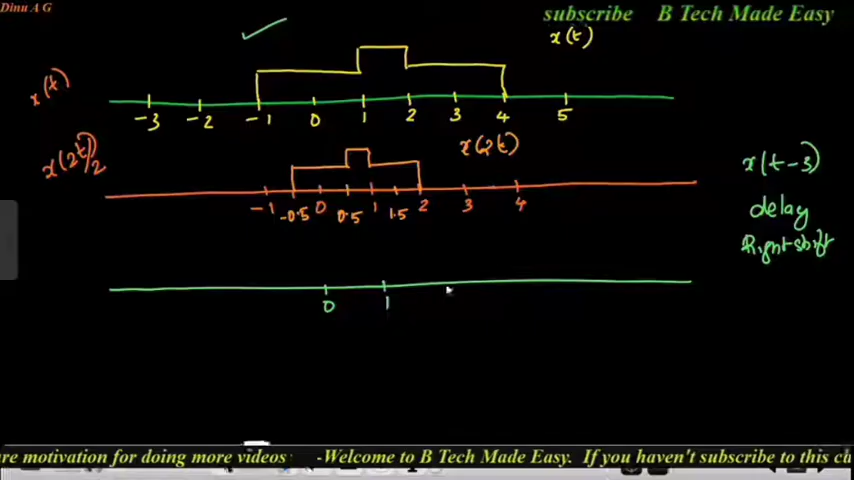 Dinu A G
subscribe B Tech Made Easy
x(t)
x(t)
-3 -2 -1 0 1 2 3 4 5
x(2t)/2
x(2t)
x(t-3)
-1 -0.5 0 0.5 1 1.5 2 3 4
delay
Right shift
0 1
are motivation for doing more videos -Welcome to B Tech Made Easy. If you haven't subscribe to this